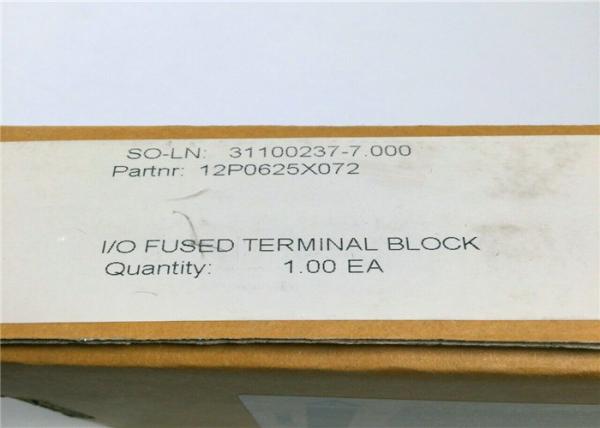 SO-LN: 31100237-7.000
Partnr: 12P0625X072
I/O FUSED TERMINAL BLOCK
Quantity: 1.00 EA